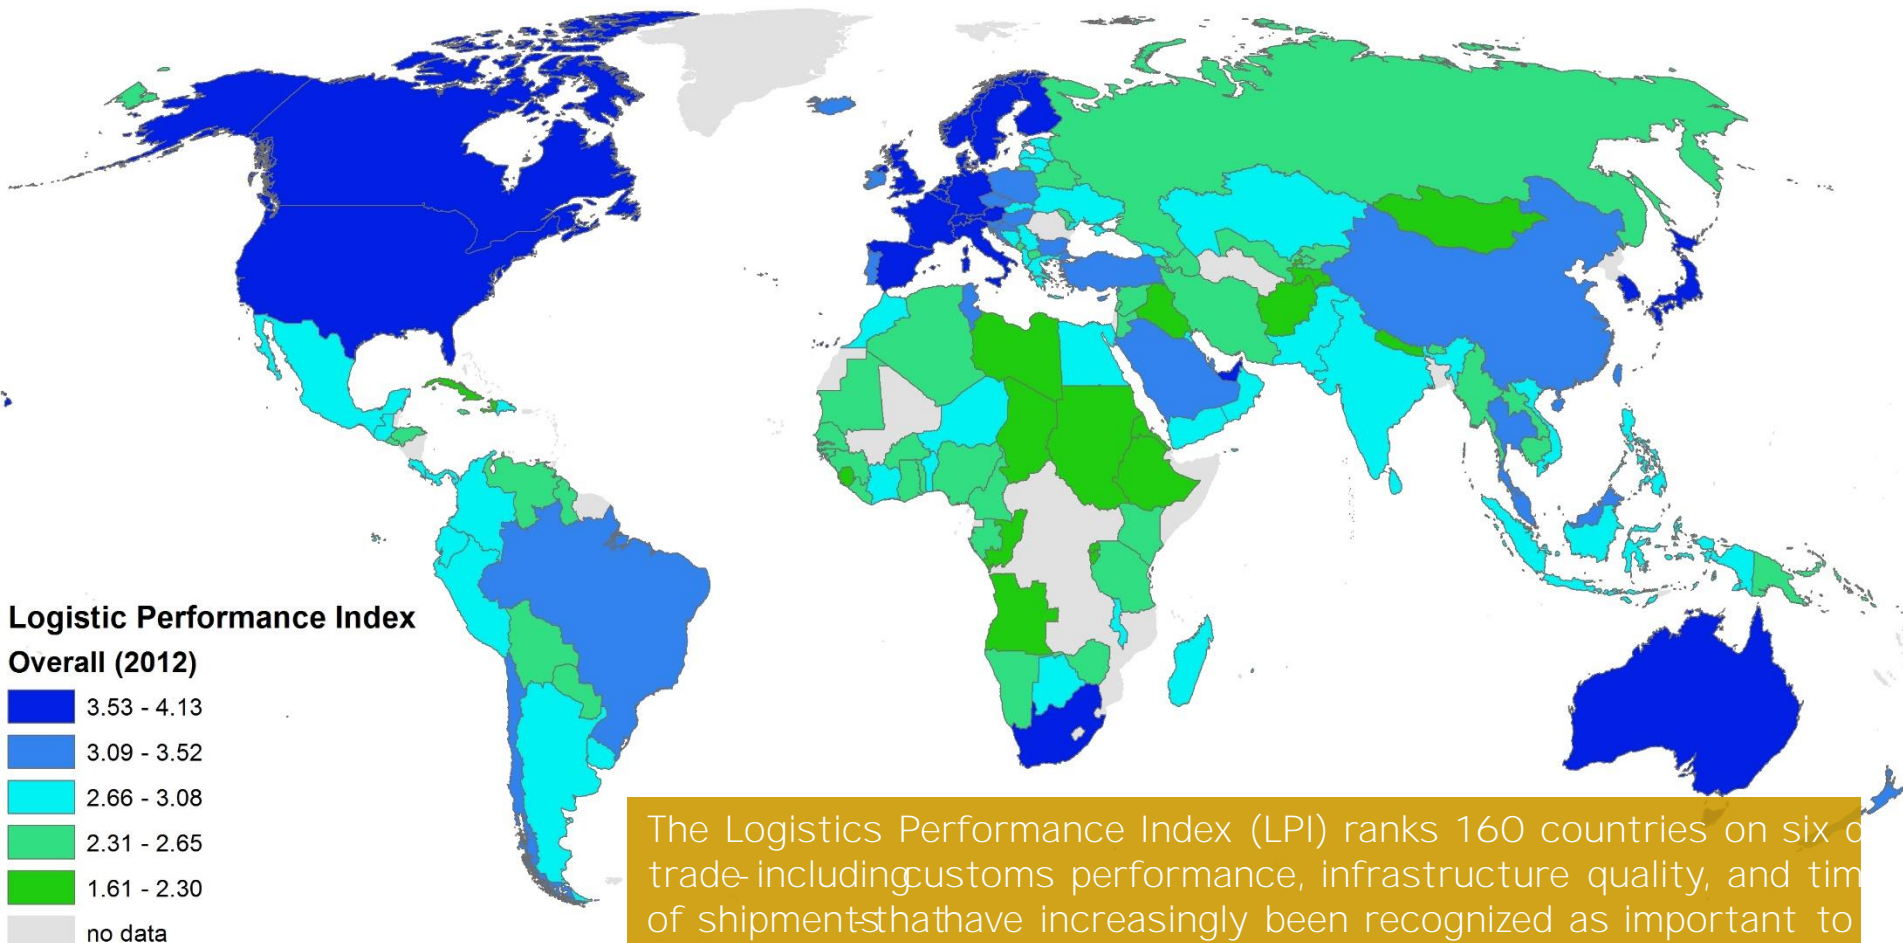 Logistic Performance Index
Overall (2012)
3.53 - 4.13
3.09 - 3.52
2.66 - 3.08
2.31 - 2.65
1.61 - 2.30
no data
The Logistics Performance Index (LPI) ranks 160 countries on six
trade-including customs performance, infrastructure quality, and
of shipments-that have increasingly been recognized as important to